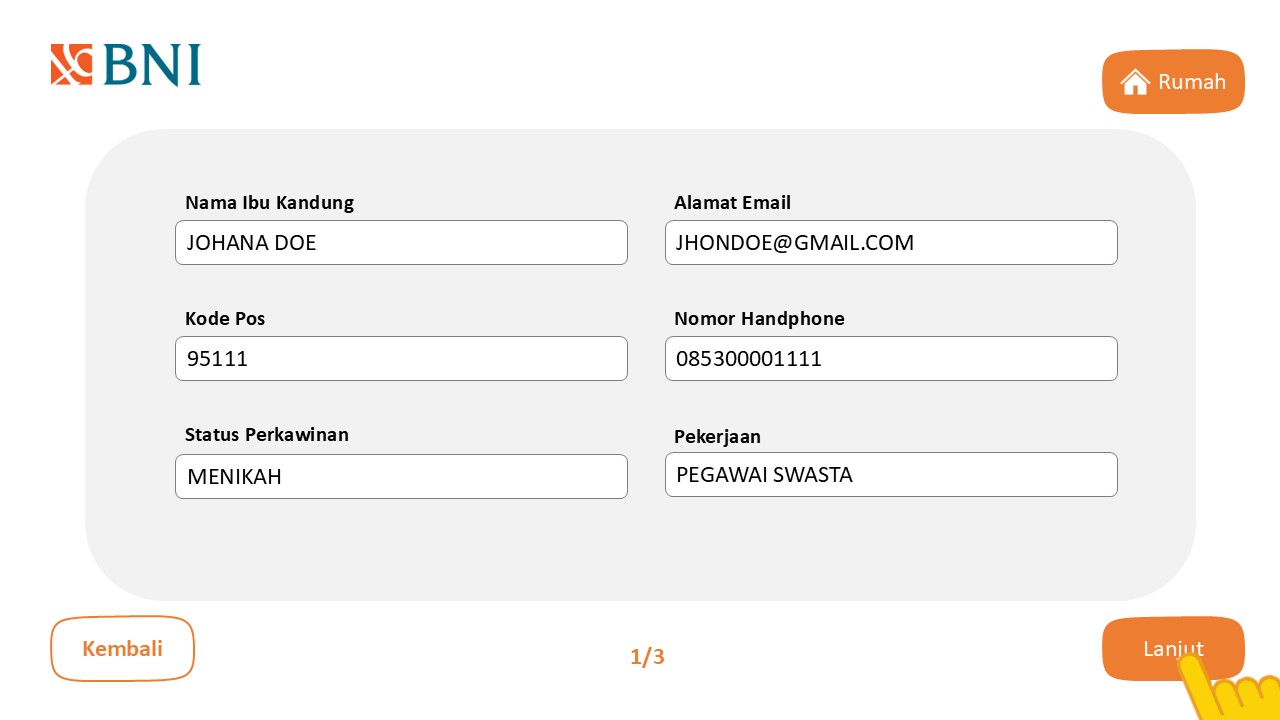 BNI
Rumah
Nama Ibu Kandung
JOHANA DOE
Alamat Email
JHONDOE@GMAIL.COM
Kode Pos
95111
Nomor Handphone
085300001111
Status Perkawinan
MENIKAH
Pekerjaan
PEGAWAI SWASTA
Kembali
1/3
Lanjut